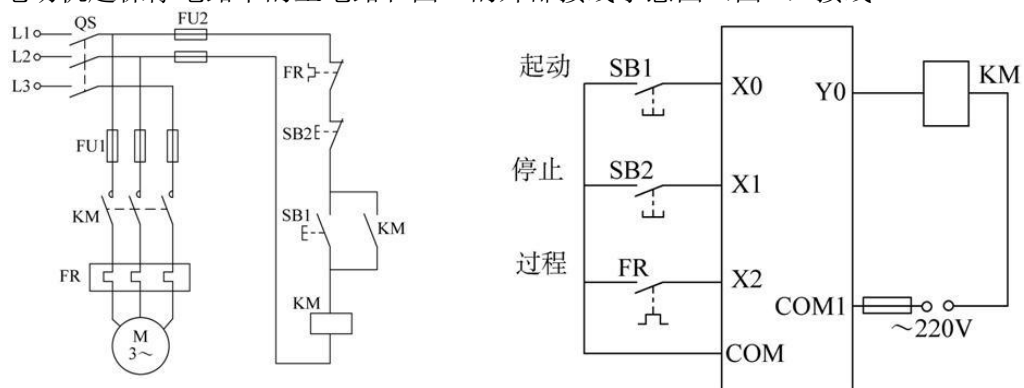 L1
QS
FU2
L2
L3
FR
SB2
FU1
KM
SB1
KM
FR
KM
M
3～
起动
SB1
X0
Y0
KM
停止
SB2
X1
过程
FR
X2
COM1
～220V
COM